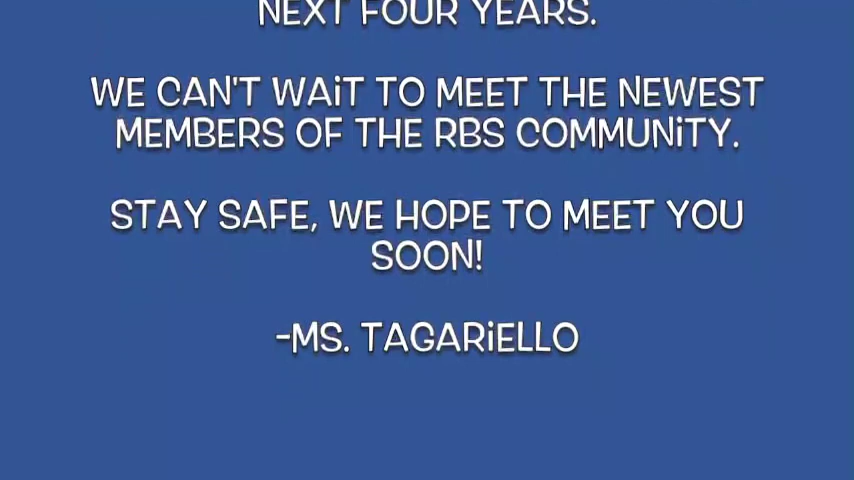 NEXT FOUR YEARS.
WE CAN'T WAiT TO MEET THE NEWEST
MEMBERS OF THE RBS COMMUNiTY.
STAY SAFE, WE HOPE TO MEET YOU
SOON!
-MS. TAGARiELLO